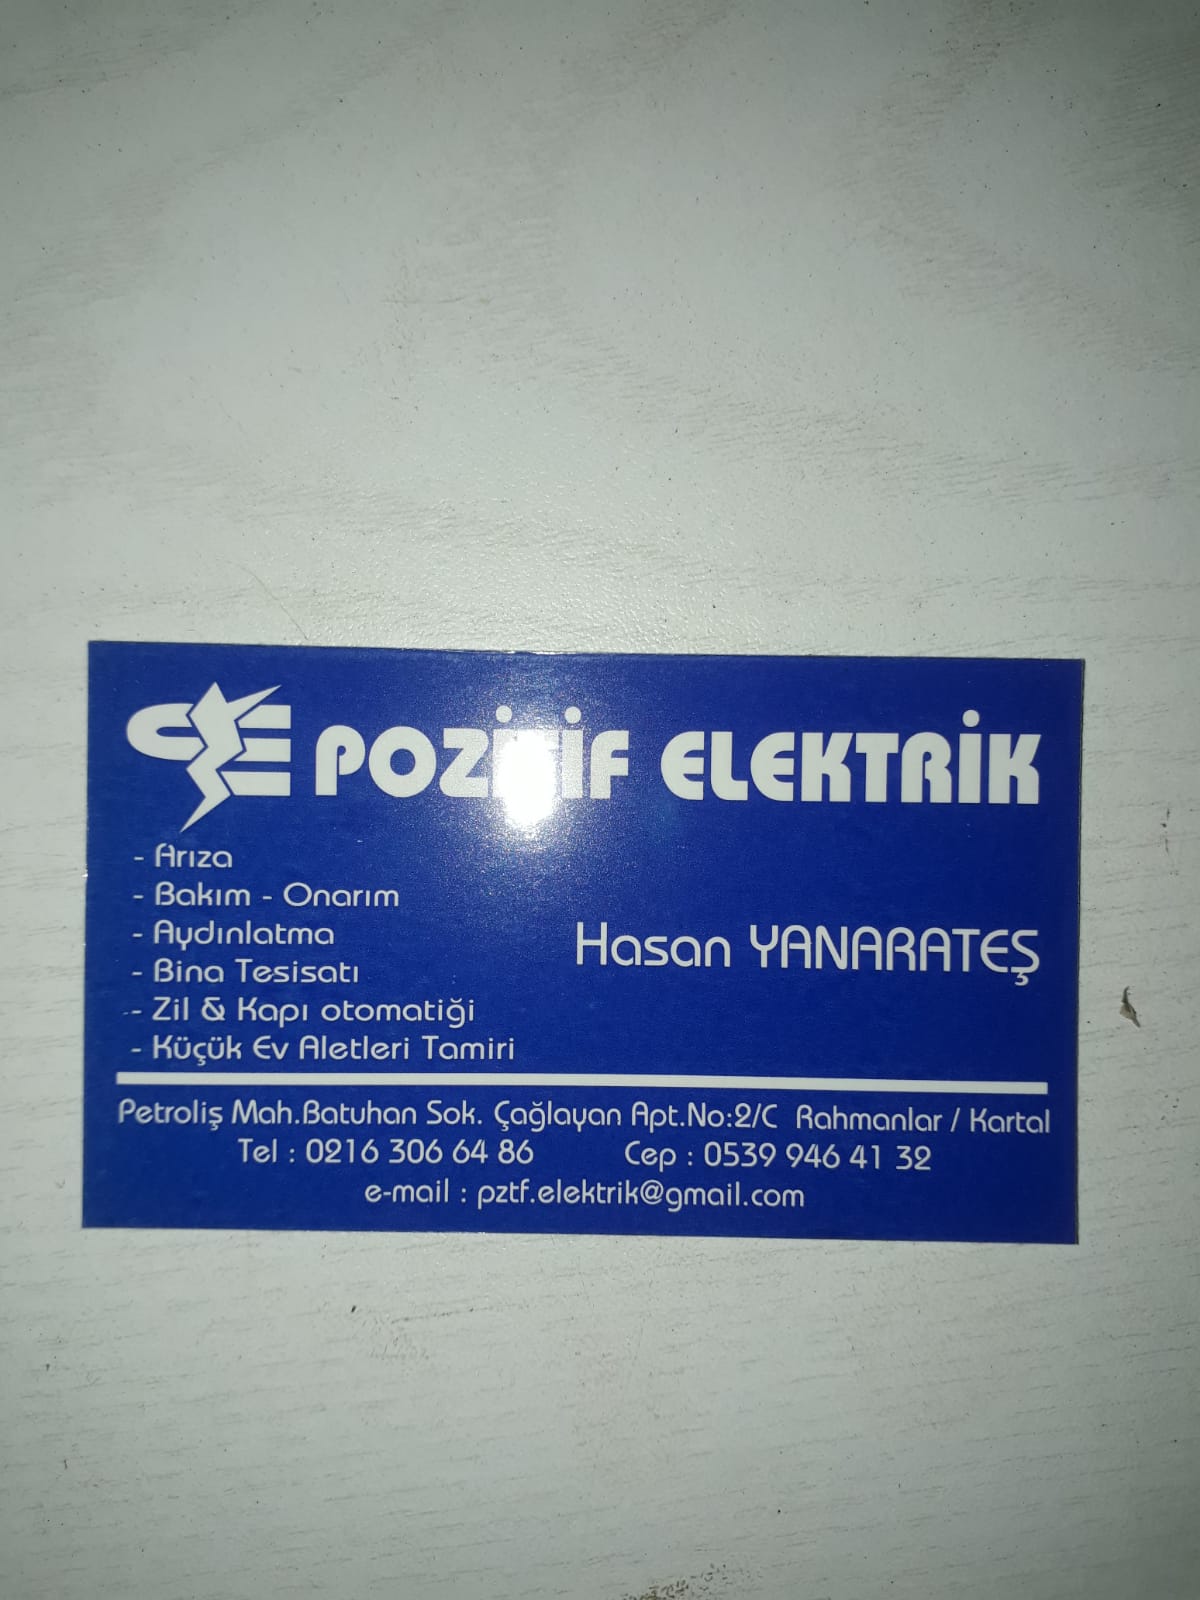 POZİTİF ELEKTRİK
- Arıza
- Bakım - Onarım
- Aydınlatma
- Bina Tesisatı
- Zil & Kapı otomatiği
- Küçük Ev Aletleri Tamiri
Hasan YANARATEŞ
Petroliş Mah.Batuhan Sok. Çağlayan Apt.No:2/C Rahmanlar / Kartal
Tel : 0216 306 64 86 Cep : 0539 946 41 32
e-mail : pztf.elektrik@gmail.com